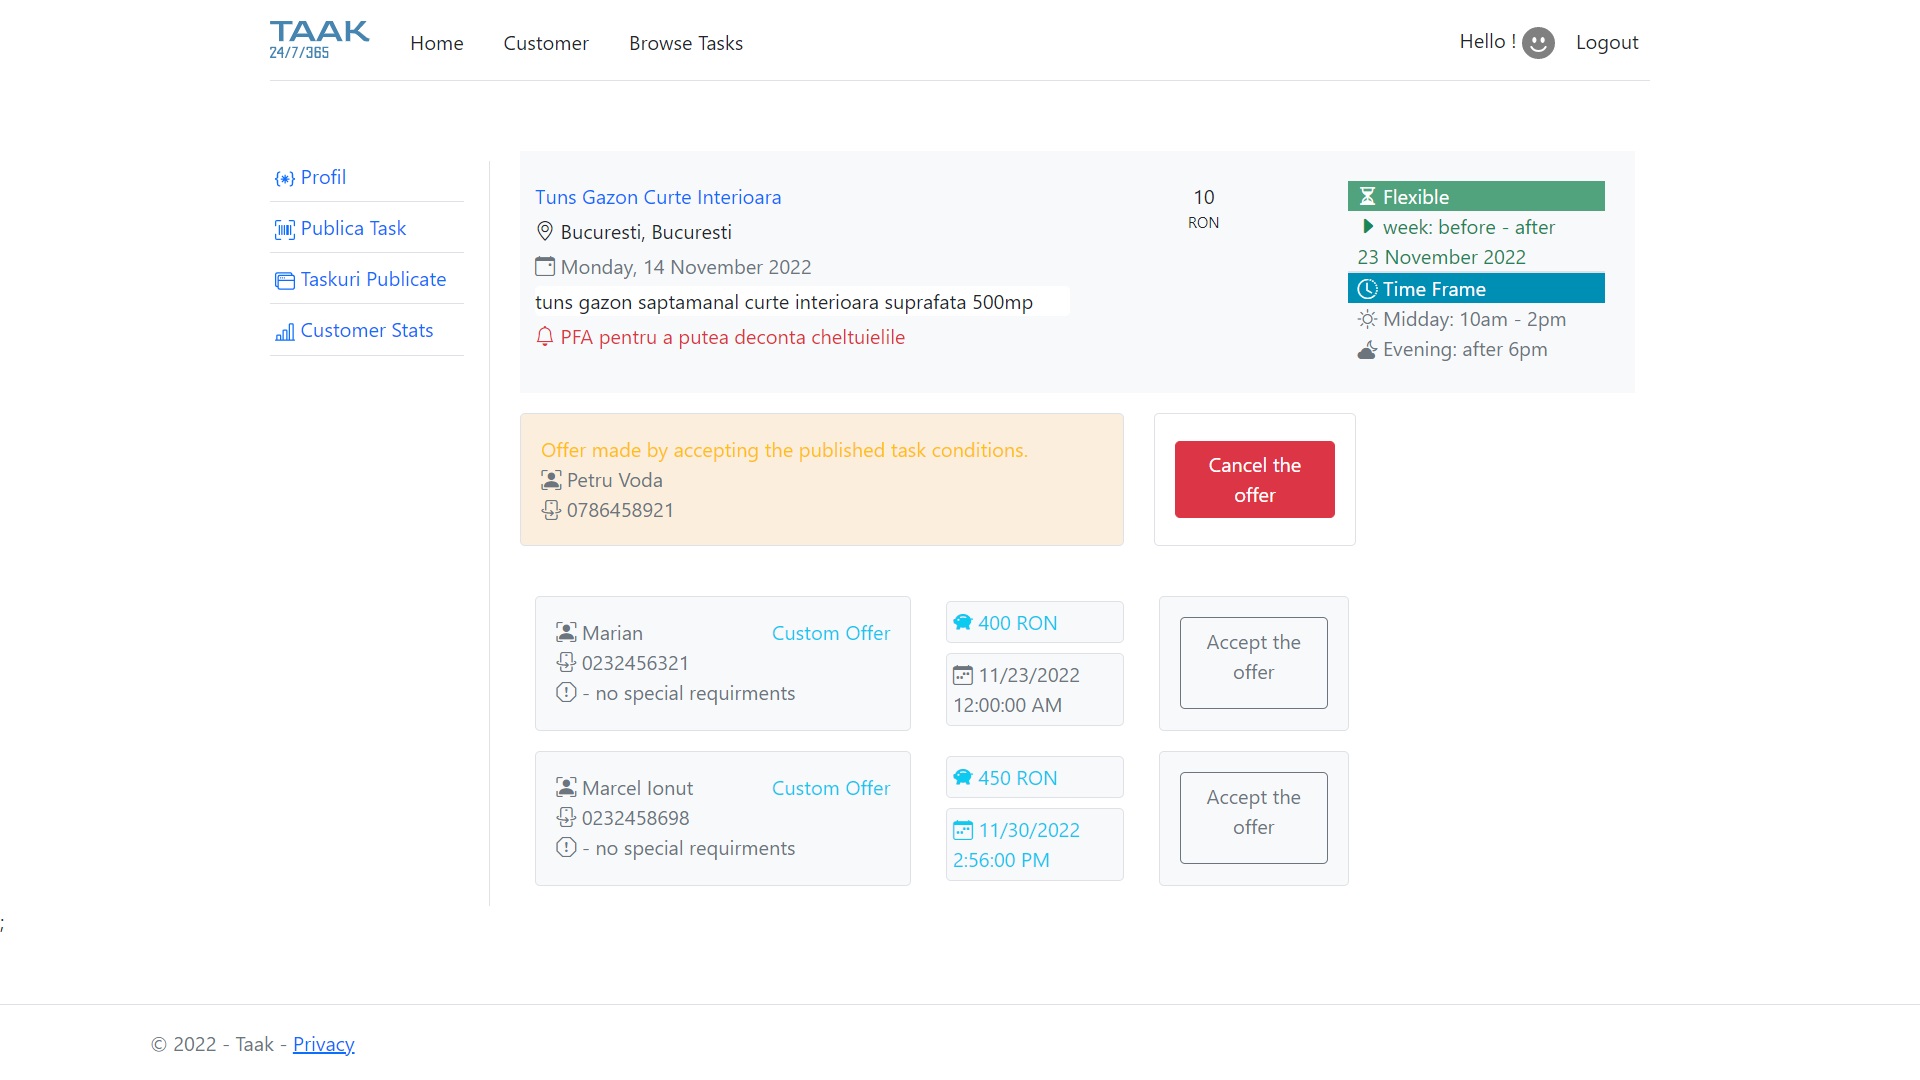 TAAK
24/7/365
Home
Customer
Browse Tasks
Hello !
Logout
Profil
Publica Task
Taskuri Publicate
Customer Stats
Tuns Gazon Curte Interioara
Bucuresti, Bucuresti
Monday, 14 November 2022
tuns gazon saptamanal curte interioara suprafata 500mp
PFA pentru a putea deconta cheltuielile
10
RON
Flexible
week: before - after
23 November 2022
Time Frame
Midday: 10am - 2pm
Evening: after 6pm
Offer made by accepting the published task conditions.
Petru Voda
0786458921
Cancel the
offer
Marian
Custom Offer
0232456321
- no special requirments
400 RON
11/23/2022
12:00:00 AM
Accept the
offer
Marcel Ionut
Custom Offer
0232458698
- no special requirments
450 RON
11/30/2022
2:56:00 PM
Accept the
offer
;
© 2022 - Taak - Privacy